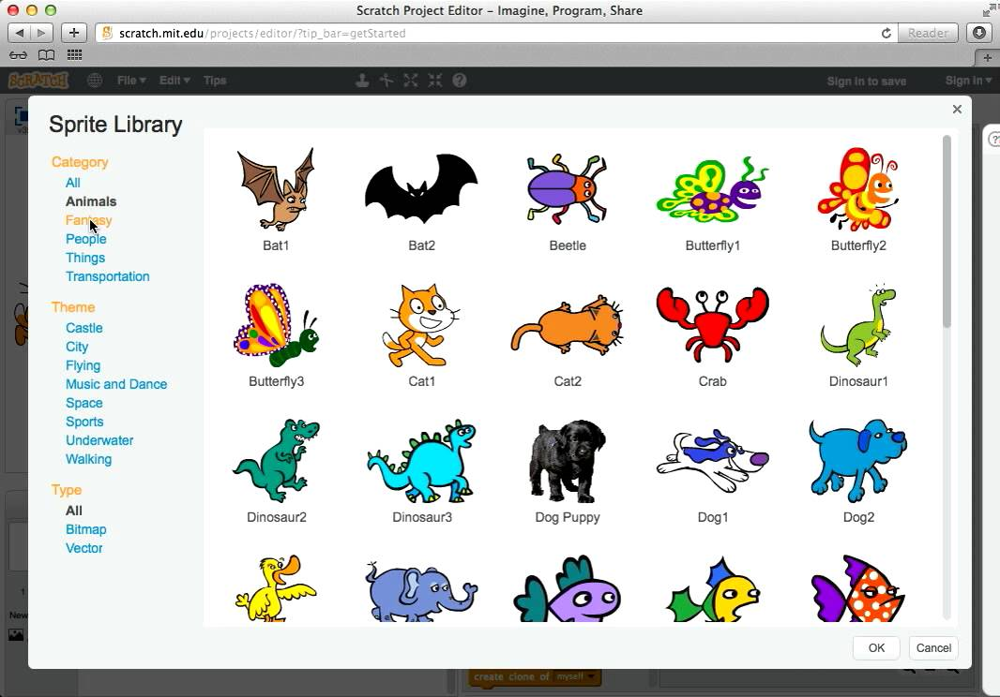 Scratch Project Editor – Imagine, Program, Share
scratch.mit.edu/projects/editor/?tip_bar=getStarted
Reader
SCRATCH
File Edit Tips
Sign in to save
Sign in
Sprite Library
Category
All
Animals
Fantasy
People
Things
Transportation
Theme
Castle
City
Flying
Music and Dance
Space
Sports
Underwater
Walking
Type
All
Bitmap
Vector
Bat1 Bat2 Beetle Butterfly1 Butterfly2
Butterfly3 Cat1 Cat2 Crab Dinosaur1
Dinosaur2 Dinosaur3 Dog Puppy Dog1 Dog2
OK Cancel
1
New
create clone of myself